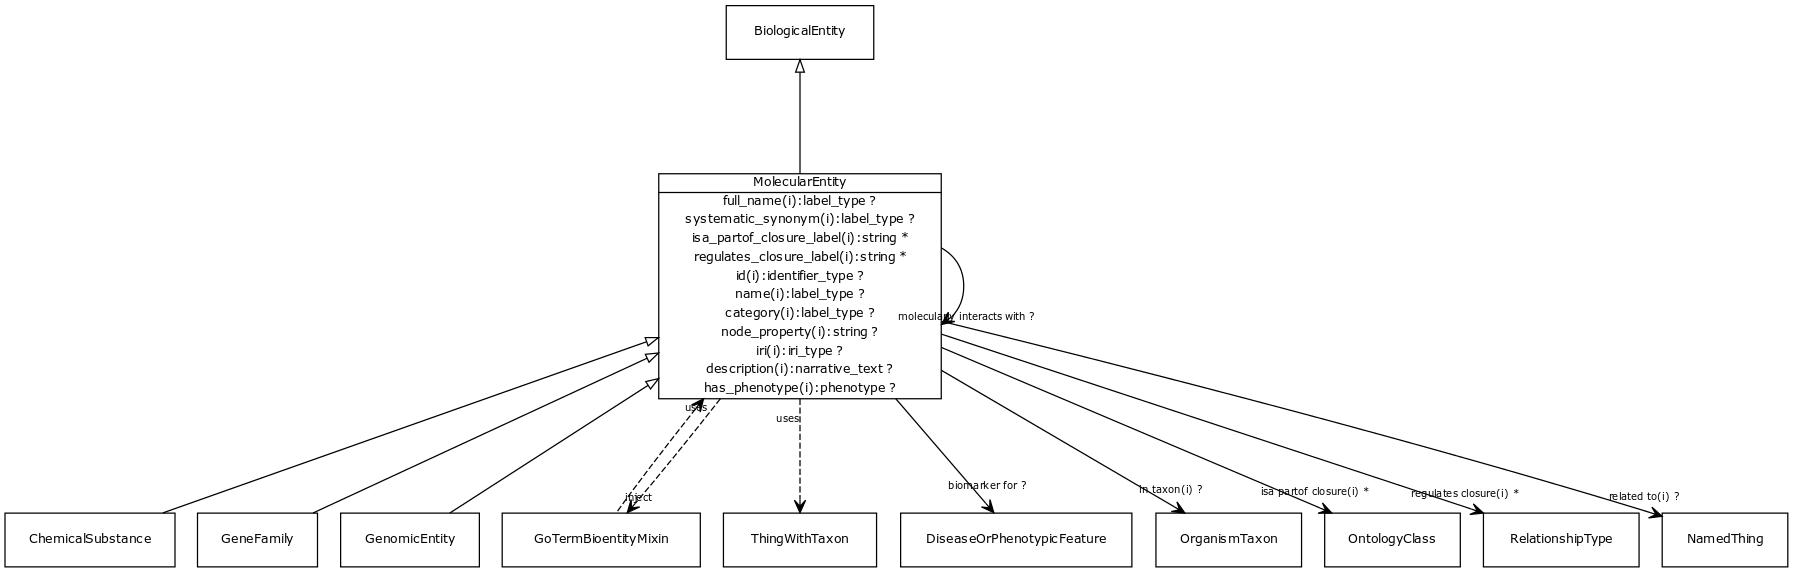 BiologicalEntity
MolecularEntity
full_name(i):label_type ?
systematic_synonym(i):label_type ?
isa_partof_closure_label(i):string *
regulates_closure_label(i):string *
id(i):identifier_type ?
name(i):label_type ?
category(i):label_type ?
node_property(i):string ?
iri(i):iri_type ?
description(i):narrative_text ?
has_phenotype(i):phenotype ?
molecularly interacts with ?
uses
uses
inject
biomarker for ?
in taxon(i) ?
isa partof closure(i) *
regulates closure(i) *
related to(i) ?
ChemicalSubstance
GeneFamily
GenomicEntity
GoTermBioentityMixin
ThingWithTaxon
DiseaseOrPhenotypicFeature
OrganismTaxon
OntologyClass
RelationshipType
NamedThing